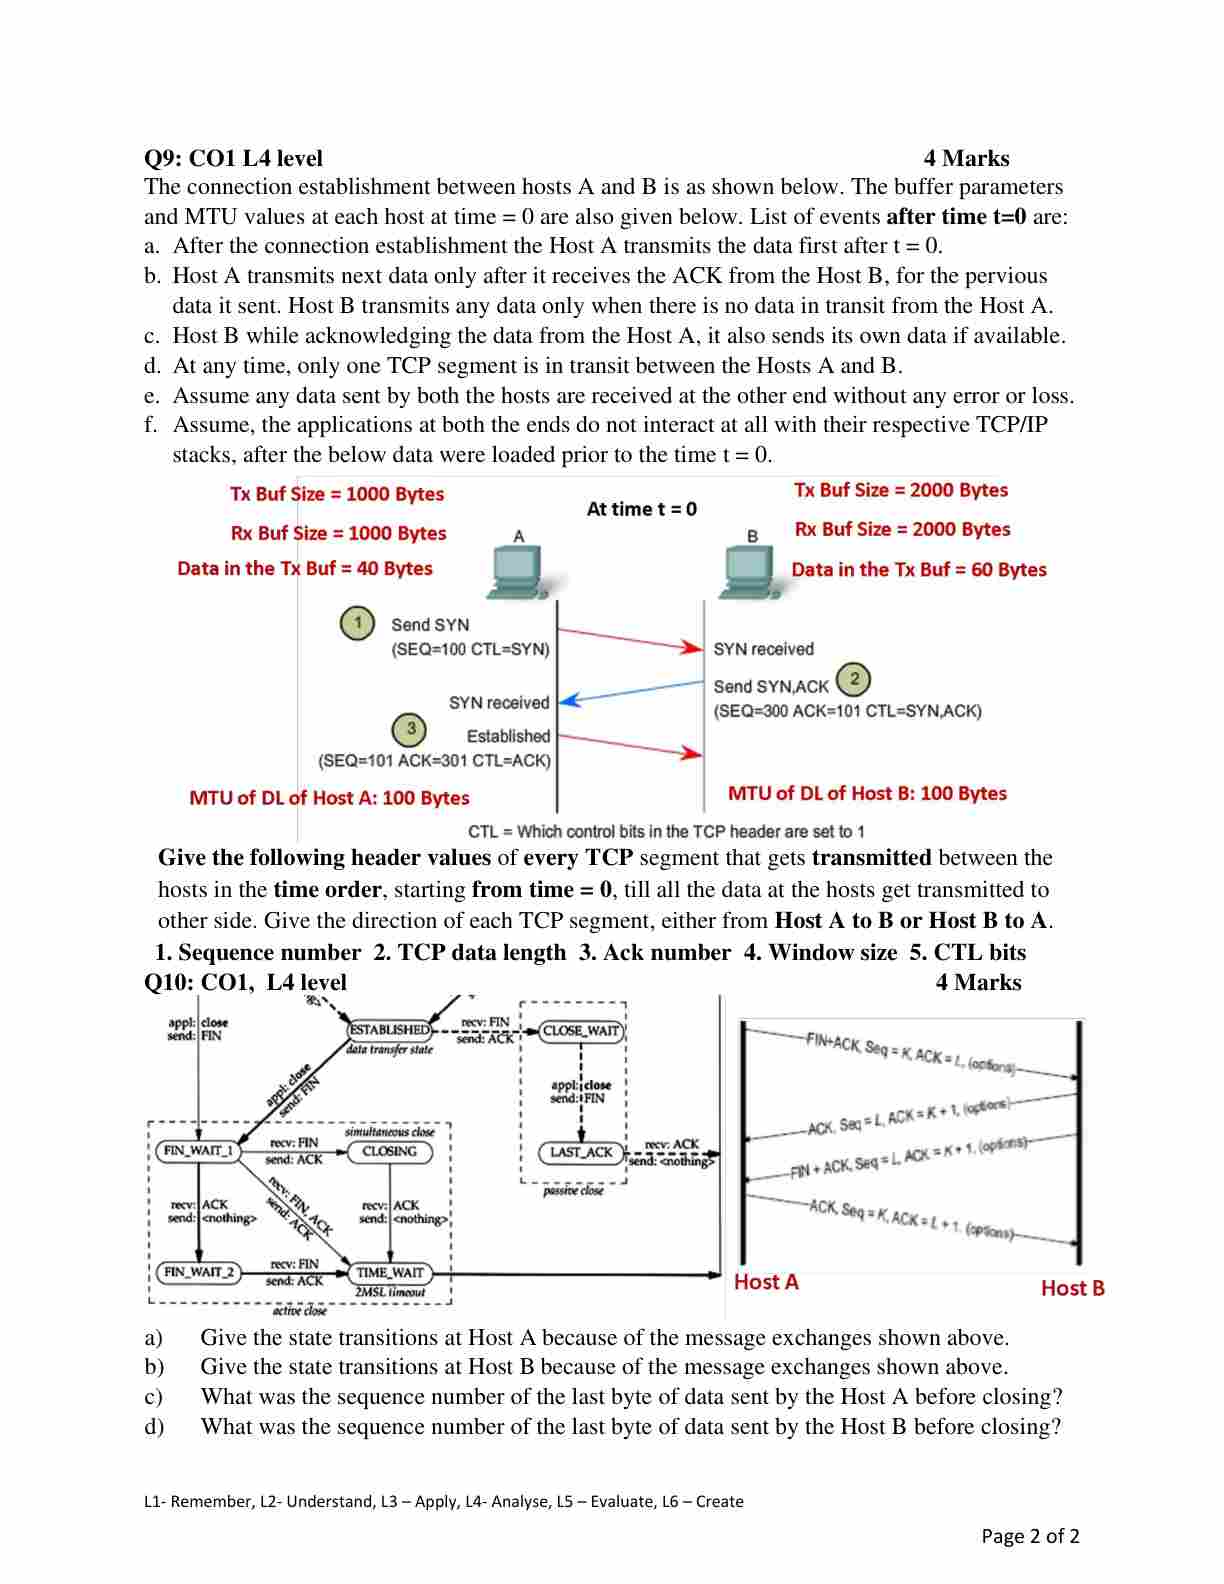 Q9: CO1 L4 level 4 Marks
The connection establishment between hosts A and B is as shown below. The buffer parameters
and MTU values at each host at time = 0 are also given below. List of events after time t=0 are:
a. After the connection establishment the Host A transmits the data first after t = 0.
b. Host A transmits next data only after it receives the ACK from the Host B, for the pervious
data it sent. Host B transmits any data only when there is no data in transit from the Host A.
c. Host B while acknowledging the data from the Host A, it also sends its own data if available.
d. At any time, only one TCP segment is in transit between the Hosts A and B.
e. Assume any data sent by both the hosts are received at the other end without any error or loss.
f. Assume, the applications at both the ends do not interact at all with their respective TCP/IP
stacks, after the below data were loaded prior to the time t = 0.
Tx Buf Size = 1000 Bytes
At time t = 0
Tx Buf Size = 2000 Bytes
Rx Buf Size = 1000 Bytes
A
B
Rx Buf Size = 2000 Bytes
Data in the Tx Buf = 40 Bytes
Data in the Tx Buf = 60 Bytes
1 Send SYN
(SEQ=100 CTL=SYN)
SYN received
Send SYN,ACK 2
SYN received
(SEQ=300 ACK=101 CTL=SYN,ACK)
3 Established
(SEQ=101 ACK=301 CTL=ACK)
MTU of DL of Host A: 100 Bytes
MTU of DL of Host B: 100 Bytes
CTL = Which control bits in the TCP header are set to 1
Give the following header values of every TCP segment that gets transmitted between the
hosts in the time order, starting from time = 0, till all the data at the hosts get transmitted to
other side. Give the direction of each TCP segment, either from Host A to B or Host B to A.
1. Sequence number 2. TCP data length 3. Ack number 4. Window size 5. CTL bits
Q10: CO1, L4 level 4 Marks
appl: close
send: FIN
ESTABLISHED
data transfer state
recv: FIN
send: ACK
CLOSE_WAIT
appl: close
send: FIN
appl: close
send: FIN
simultaneous close
FIN_WAIT_1
recv: FIN
send: ACK
CLOSING
LAST_ACK
recv: ACK
send: <nothing>
passive close
recv: ACK
send: <nothing>
recv: FIN, ACK
send: ACK
recv: ACK
send: <nothing>
FIN_WAIT_2
recv: FIN
send: ACK
TIME_WAIT
2MSL timeout
active close
FIN+ACK, Seq = K, ACK = L, (options)
ACK, Seq = L, ACK = K + 1, (options)
FIN + ACK, Seq = L, ACK = K + 1, (options)
ACK, Seq = K, ACK = L + 1, (options)
Host A
Host B
a) Give the state transitions at Host A because of the message exchanges shown above.
b) Give the state transitions at Host B because of the message exchanges shown above.
c) What was the sequence number of the last byte of data sent by the Host A before closing?
d) What was the sequence number of the last byte of data sent by the Host B before closing?
L1- Remember, L2- Understand, L3 – Apply, L4- Analyse, L5 – Evaluate, L6 – Create
Page 2 of 2